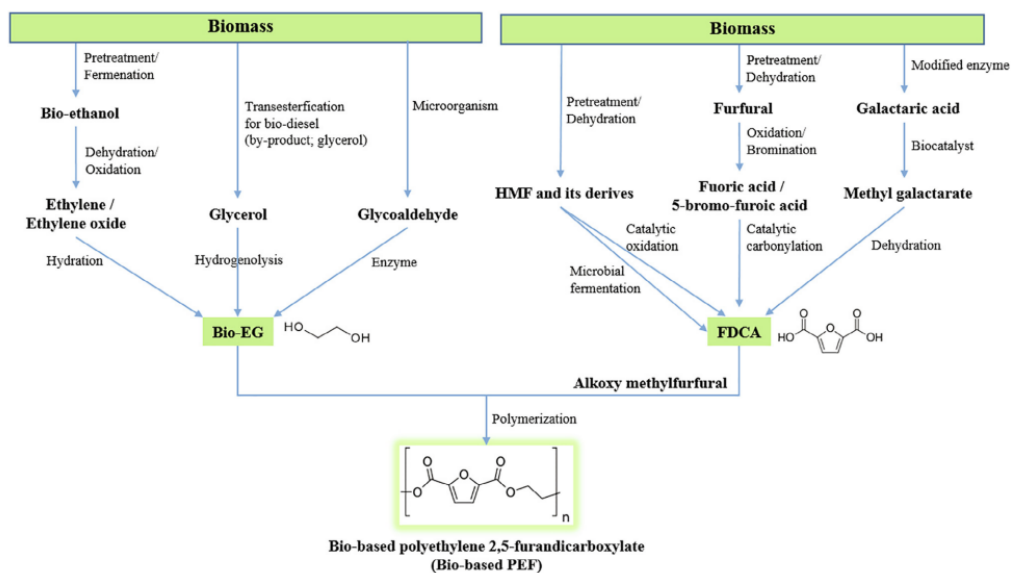 Biomass
Pretreatment/
Fermenation
Bio-ethanol
Dehydration/
Oxidation
Ethylene /
Ethylene oxide
Hydration
Transesterfication
for bio-diesel
(by-product; glycerol)
Glycerol
Hydrogenolysis
Microorganism
Glycoaldehyde
Enzyme
Bio-EG
HO
OH
Biomass
Pretreatment/
Dehydration
HMF and its derives
Catalytic
oxidation
Microbial
fermentation
Pretreatment/
Dehydration
Furfural
Oxidation/
Bromination
Fuoric acid /
5-bromo-furoic acid
Catalytic
carbonylation
Modified enzyme
Galactaric acid
Biocatalyst
Methyl galactarate
Dehydration
FDCA
O
O
O
HO
OH
Alkoxy methylfurfural
Polymerization
O
O
O
O
O
n
Bio-based polyethylene 2,5-furandicarboxylate
(Bio-based PEF)